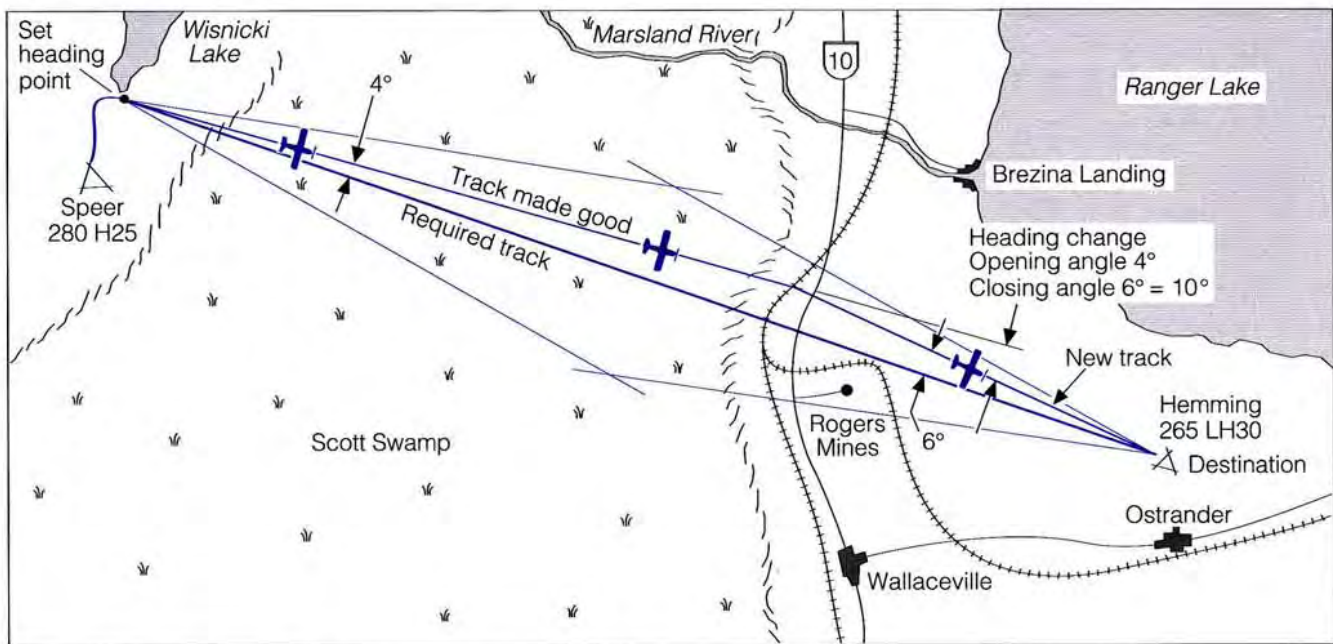 Set
heading
point
Wisnicki
Lake
Marsland River
10
Ranger Lake
4°
Speer
280 H25
Track made good
Required track
Brezina Landing
Heading change
Opening angle 4°
Closing angle 6° = 10°
New track
Hemming
265 LH30
Destination
Rogers
Mines
6°
Scott Swamp
Ostrander
Wallaceville